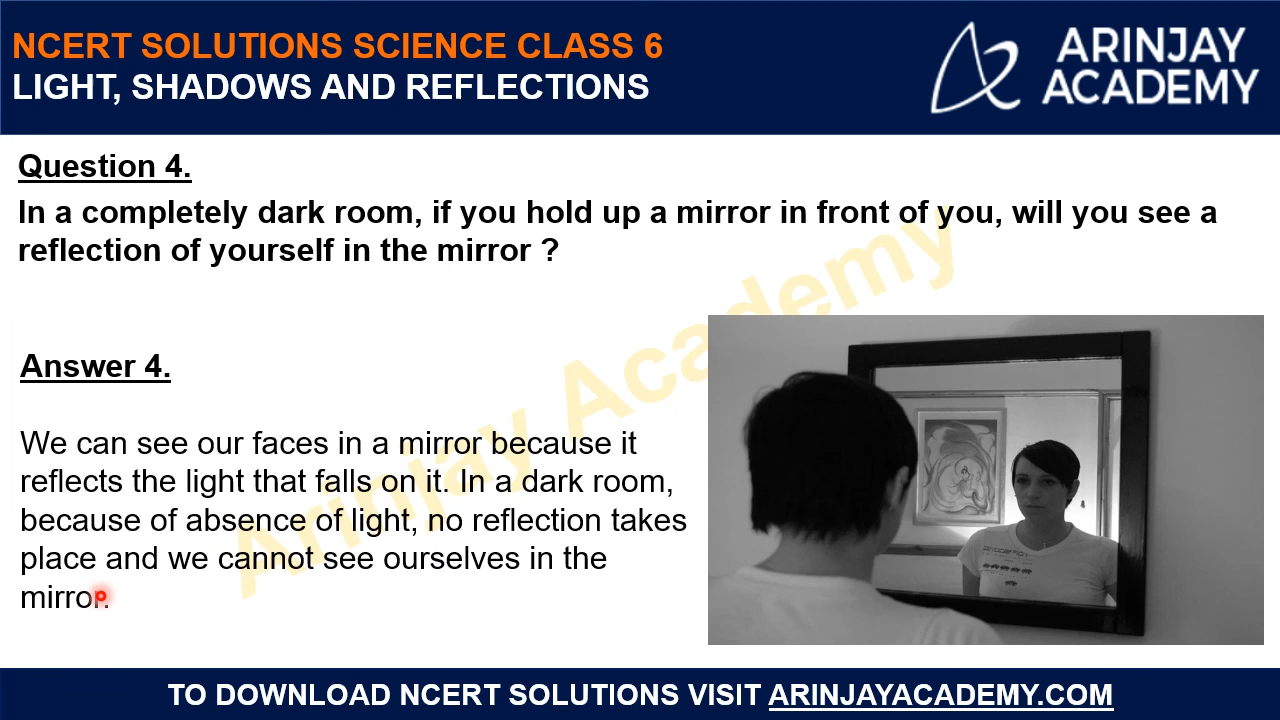 NCERT SOLUTIONS SCIENCE CLASS 6
LIGHT, SHADOWS AND REFLECTIONS
ARINJAY
ACADEMY
Question 4.
In a completely dark room, if you hold up a mirror in front of you, will you see a
reflection of yourself in the mirror ?
Answer 4.
We can see our faces in a mirror because it
reflects the light that falls on it. In a dark room,
because of absence of light, no reflection takes
place and we cannot see ourselves in the
mirror.
Arinjay Academy
TO DOWNLOAD NCERT SOLUTIONS VISIT ARINJAYACADEMY.COM